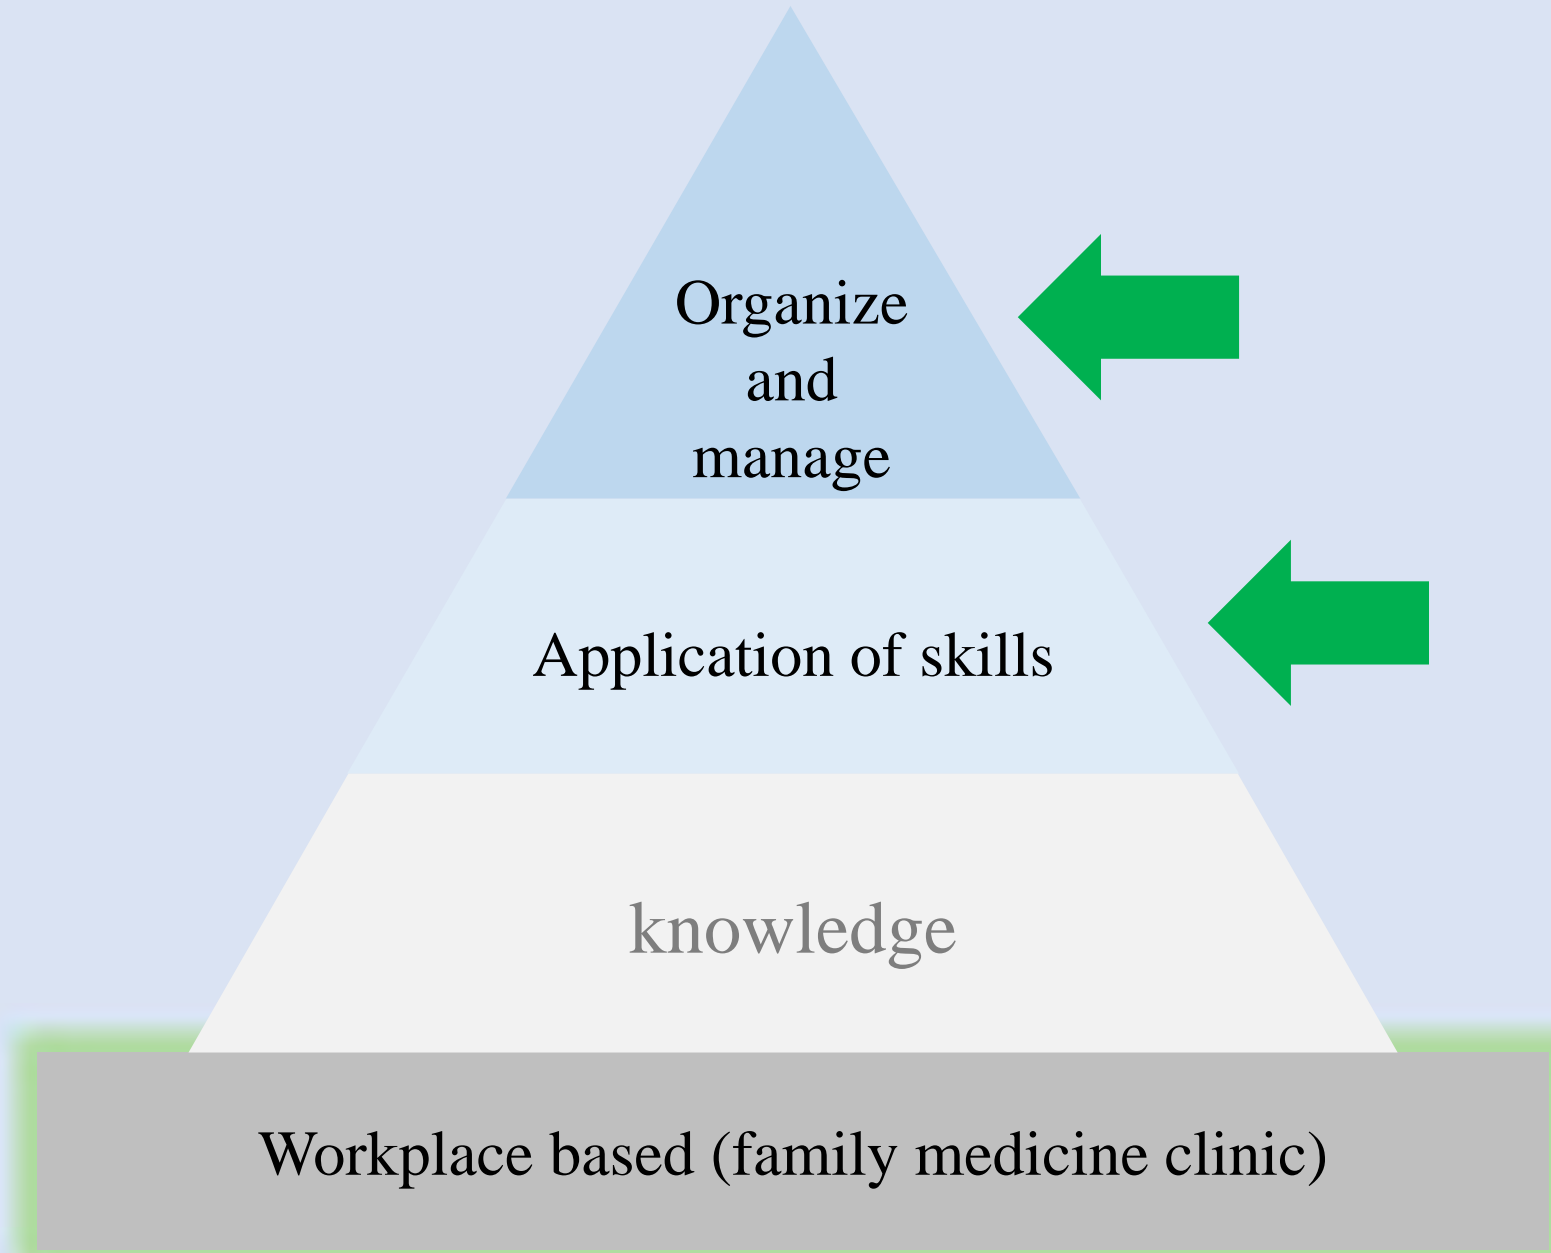 Organize
and
manage
Application of skills
knowledge
Workplace based (family medicine clinic)